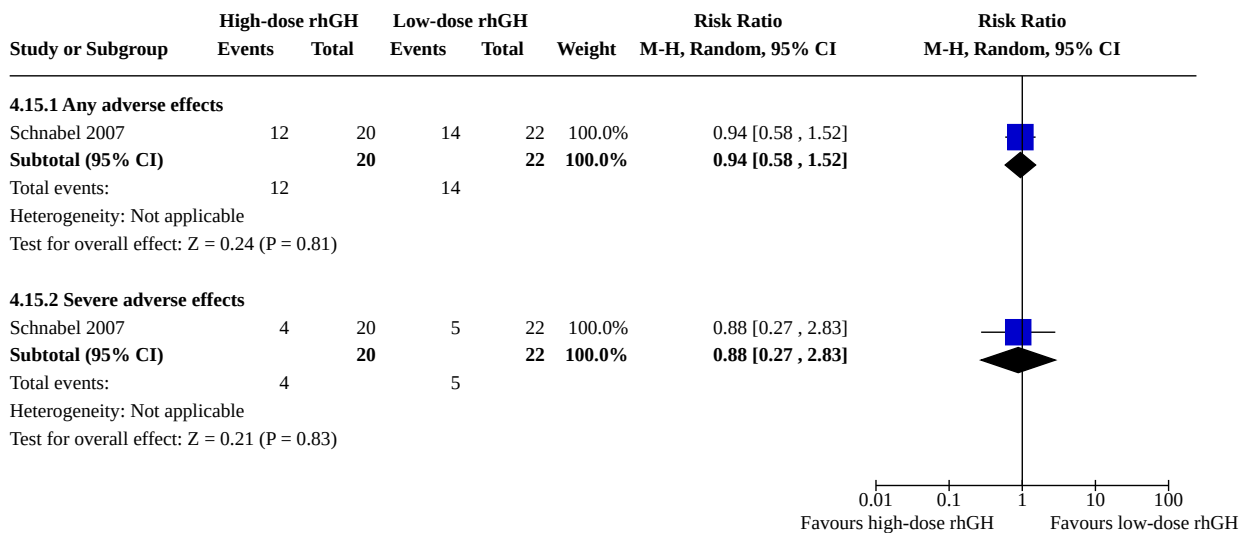 High-dose rhGH Low-dose rhGH Risk Ratio Risk Ratio
Study or Subgroup Events Total Events Total Weight M-H, Random, 95% CI M-H, Random, 95% CI
4.15.1 Any adverse effects
Schnabel 2007 12 20 14 22 100.0% 0.94 [0.58 , 1.52]
Subtotal (95% CI) 20 22 100.0% 0.94 [0.58 , 1.52]
Total events: 12 14
Heterogeneity: Not applicable
Test for overall effect: Z = 0.24 (P = 0.81)
4.15.2 Severe adverse effects
Schnabel 2007 4 20 5 22 100.0% 0.88 [0.27 , 2.83]
Subtotal (95% CI) 20 22 100.0% 0.88 [0.27 , 2.83]
Total events: 4 5
Heterogeneity: Not applicable
Test for overall effect: Z = 0.21 (P = 0.83)
0.01 0.1 1 10 100
Favours high-dose rhGH Favours low-dose rhGH